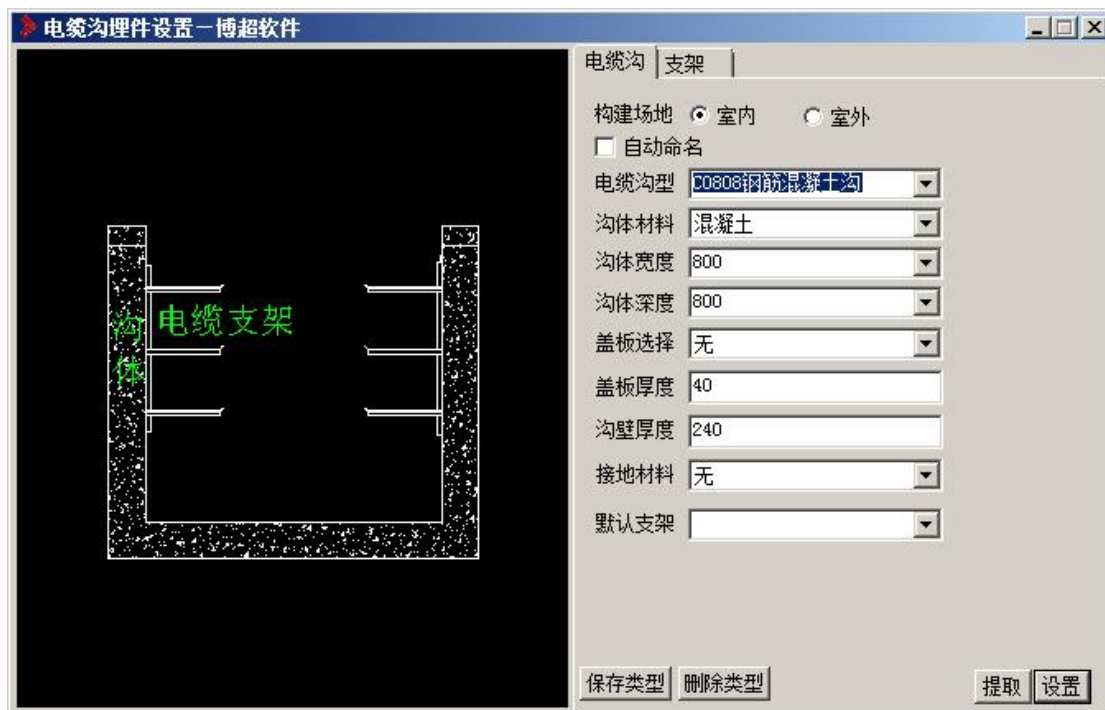 电缆沟埋件设置－博超软件
电缆沟 支架
构建场地 室内 室外
自动命名
电缆沟型 C0808钢筋混凝土沟
沟体材料 混凝土
沟体宽度 800
沟体深度 800
盖板选择 无
盖板厚度 40
沟壁厚度 240
接地材料 无
默认支架
沟体
电缆支架
保存类型 删除类型 提取 设置